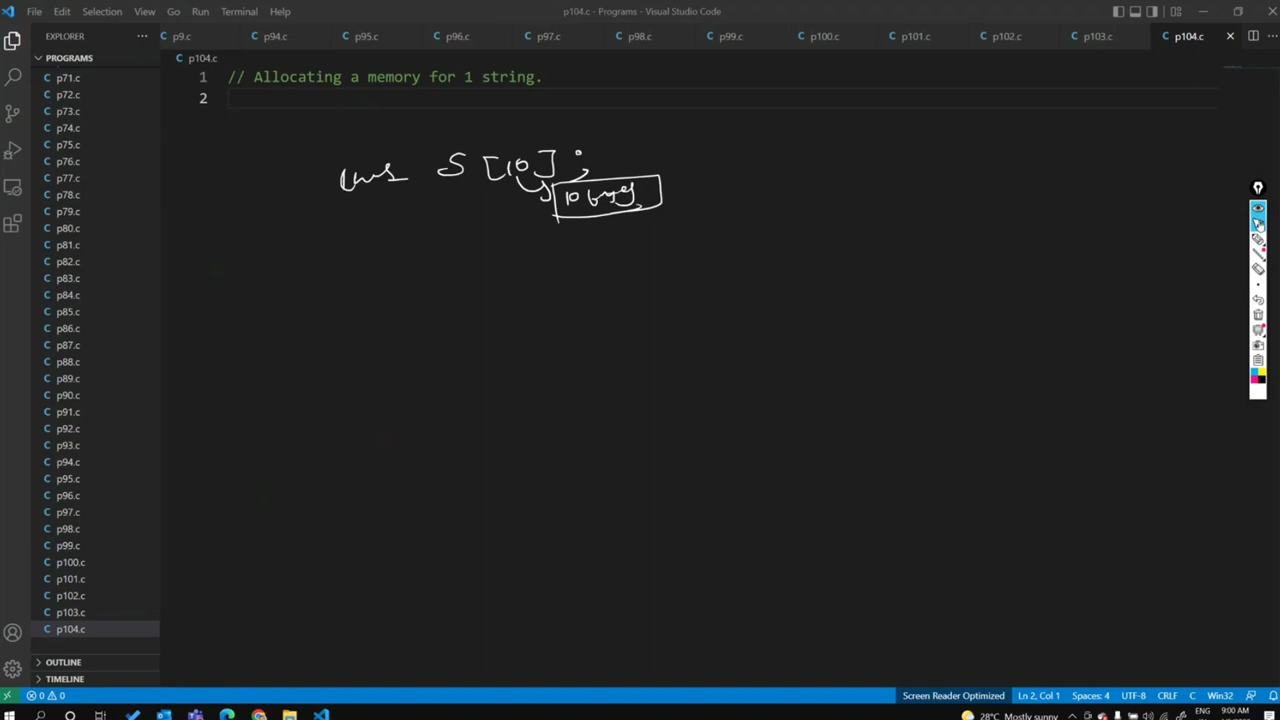 File Edit Selection View Go Run Terminal Help
p104.c - Programs - Visual Studio Code
EXPLORER
p9.c p94.c p95.c p96.c p97.c p98.c p99.c p100.c p101.c p102.c p103.c p104.c
PROGRAMS
p104.c
p71.c
p72.c
p73.c
p74.c
p75.c
p76.c
p77.c
p78.c
p79.c
p80.c
p81.c
p82.c
p83.c
p84.c
p85.c
p86.c
p87.c
p88.c
p89.c
p90.c
p91.c
p92.c
p93.c
p94.c
p95.c
p96.c
p97.c
p98.c
p99.c
p100.c
p101.c
p102.c
p103.c
p104.c
1 // Allocating a memory for 1 string.
2
S [10] ;
10 bytes
OUTLINE
TIMELINE
0 0 Screen Reader Optimized Ln 2, Col 1 Spaces: 4 UTF-8 CRLF C Win32
28°C Mostly sunny ENG 9:00 AM